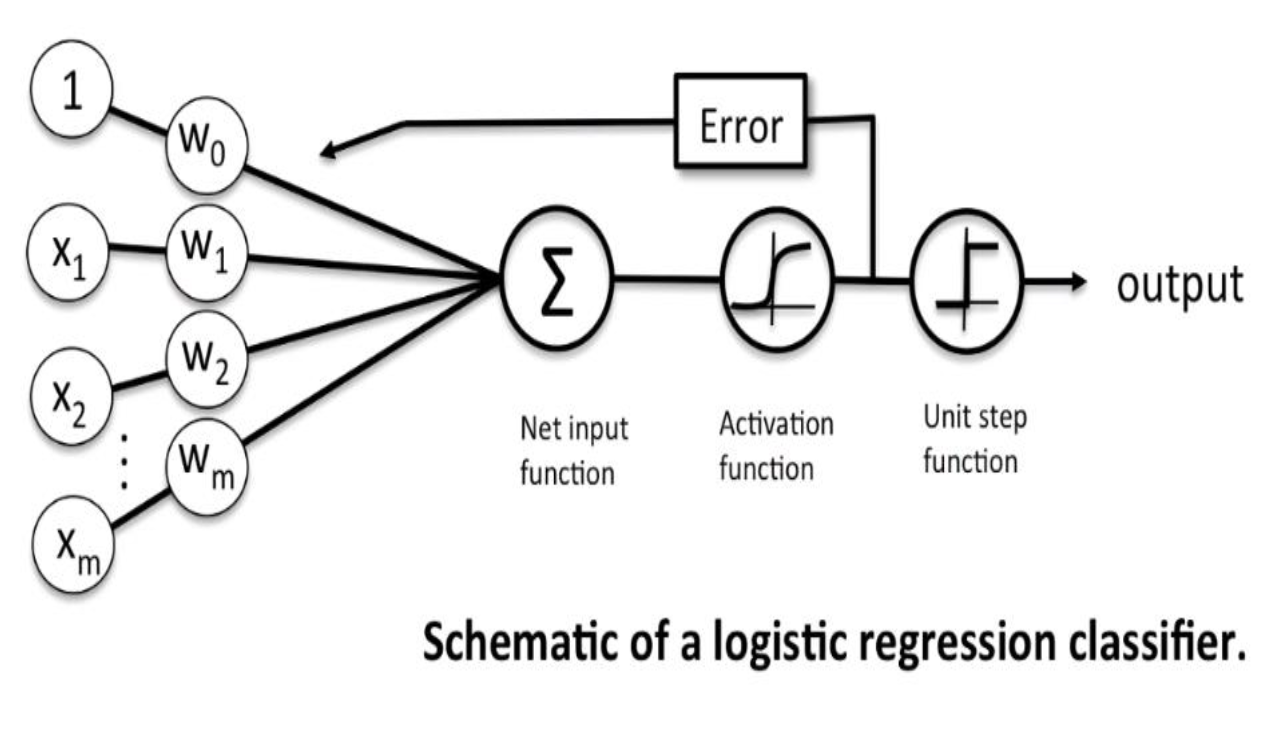 1
w0
Error
x1
w1
Σ
output
x2
w2
wm
xm
Net input
function
Activation
function
Unit step
function
Schematic of a logistic regression classifier.